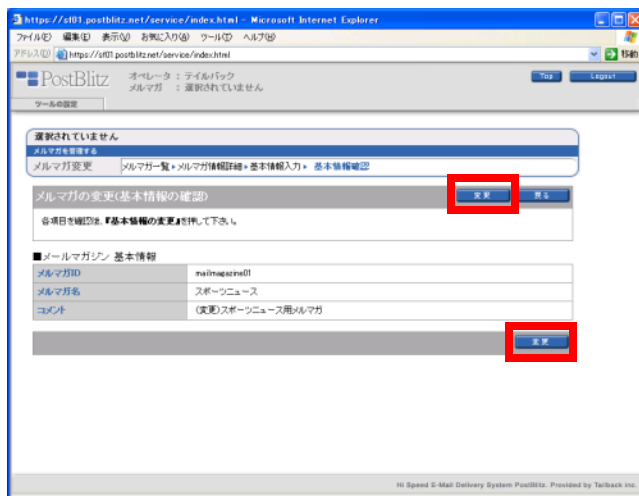 https://sf01.postblitz.net/service/index.html - Microsoft Internet Explorer
ファイル(F) 編集(E) 表示(V) お気に入り(A) ツール(T) ヘルプ(H)
アドレス(D) https://sf01.postblitz.net/service/index.html 移動
PostBlitz オペレータ : テイルバック Top Logout
メルマガ : 選択されていません
ツールの設定
選択されていません
メルマガを管理する
メルマガ変更 メルマガ一覧 ▸ メルマガ情報詳細 ▸ 基本情報入力 ▸ 基本情報確認
メルマガの変更(基本情報の確認) 変更 戻る
各項目を確認後、『基本情報の変更』を押して下さい。
■メールマガジン 基本情報
メルマガID mailmagazine01
メルマガ名 スポーツニュース
コメント (変更)スポーツニュース用メルマガ
変更
Hi Speed E-Mail Delivery System PostBlitz. Provided by Tailback inc.